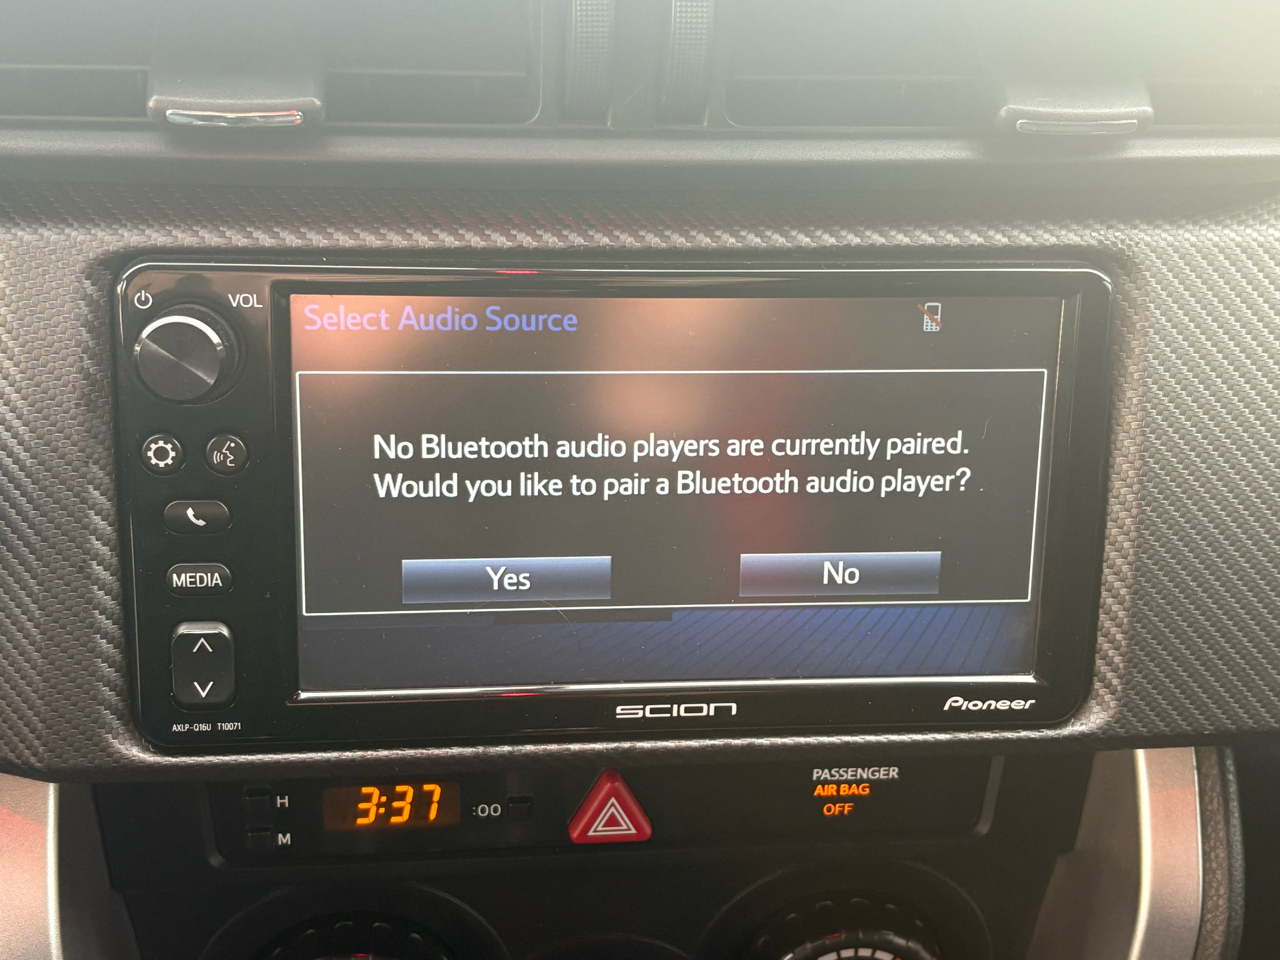 VOL
Select Audio Source
No Bluetooth audio players are currently paired.
Would you like to pair a Bluetooth audio player?
Yes
No
MEDIA
AXLP-Q16U T10071
SCION
Pioneer
H
M
3:37
:00
PASSENGER
AIR BAG
OFF